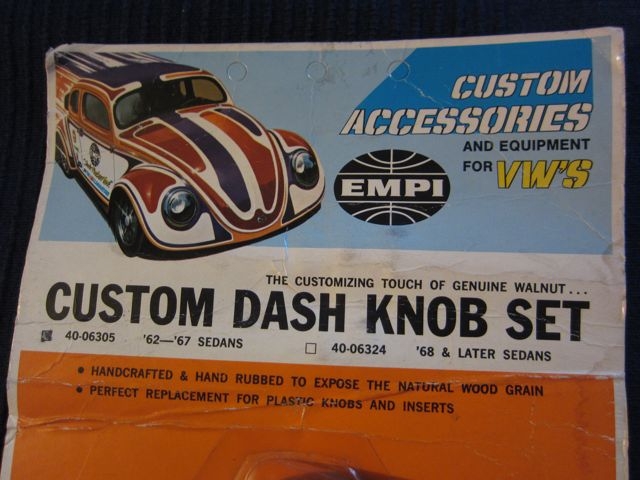 CUSTOM
ACCESSORIES
AND EQUIPMENT
FOR VW'S
EMPI
THE CUSTOMIZING TOUCH OF GENUINE WALNUT...
CUSTOM DASH KNOB SET
40-06305 '62—'67 SEDANS
40-06324 '68 & LATER SEDANS
• HANDCRAFTED & HAND RUBBED TO EXPOSE THE NATURAL WOOD GRAIN
• PERFECT REPLACEMENT FOR PLASTIC KNOBS AND INSERTS